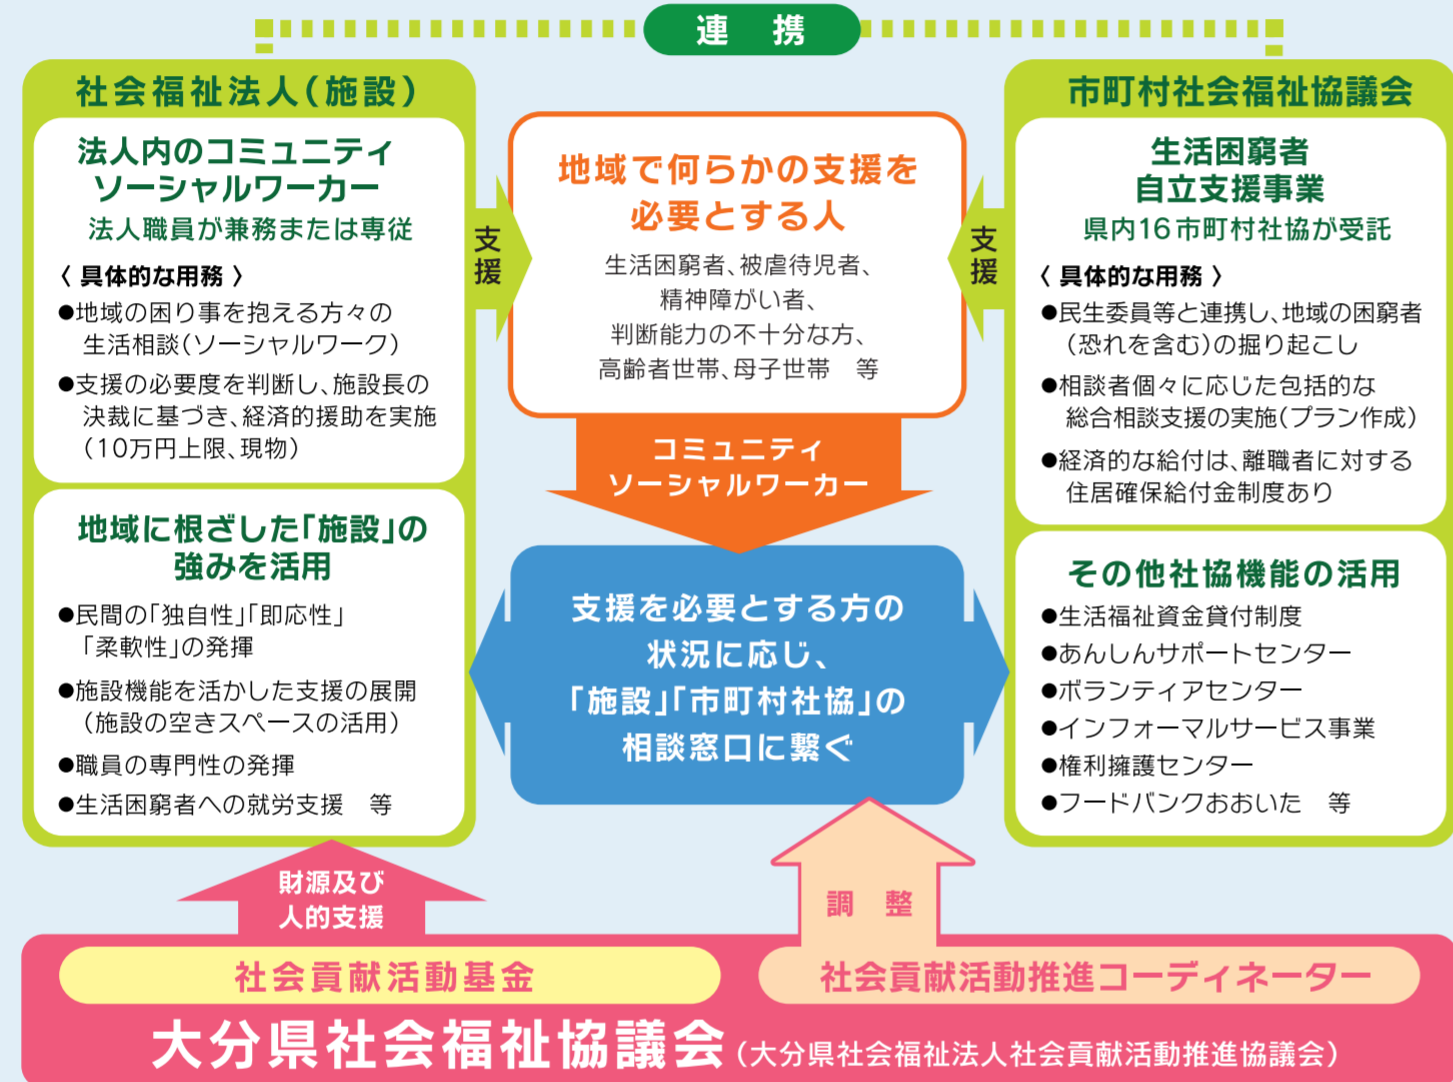 連　携
社会福祉法人(施設)
法人内のコミュニティ
ソーシャルワーカー
法人職員が兼務または専従
〈 具体的な用務 〉
●地域の困り事を抱える方々の
生活相談(ソーシャルワーク)
●支援の必要度を判断し、施設長の
決裁に基づき、経済的援助を実施
(10万円上限、現物)
地域に根ざした「施設」の
強みを活用
●民間の「独自性」「即応性」
「柔軟性」の発揮
●施設機能を活かした支援の展開
(施設の空きスペースの活用)
●職員の専門性の発揮
●生活困窮者への就労支援　等
支援
地域で何らかの支援を
必要とする人
生活困窮者、被虐待児者、
精神障がい者、
判断能力の不十分な方、
高齢者世帯、母子世帯　等
支援
コミュニティ
ソーシャルワーカー
支援を必要とする方の
状況に応じ、
「施設」「市町村社協」の
相談窓口に繋ぐ
市町村社会福祉協議会
生活困窮者
自立支援事業
県内16市町村社協が受託
〈 具体的な用務 〉
●民生委員等と連携し、地域の困窮者
(恐れを含む)の掘り起こし
●相談者個々に応じた包括的な
総合相談支援の実施(プラン作成)
●経済的な給付は、離職者に対する
住居確保給付金制度あり
その他社協機能の活用
●生活福祉資金貸付制度
●あんしんサポートセンター
●ボランティアセンター
●インフォーマルサービス事業
●権利擁護センター
●フードバンクおおいた　等
財源及び
人的支援
調　整
社会貢献活動基金
社会貢献活動推進コーディネーター
大分県社会福祉協議会(大分県社会福祉法人社会貢献活動推進協議会)